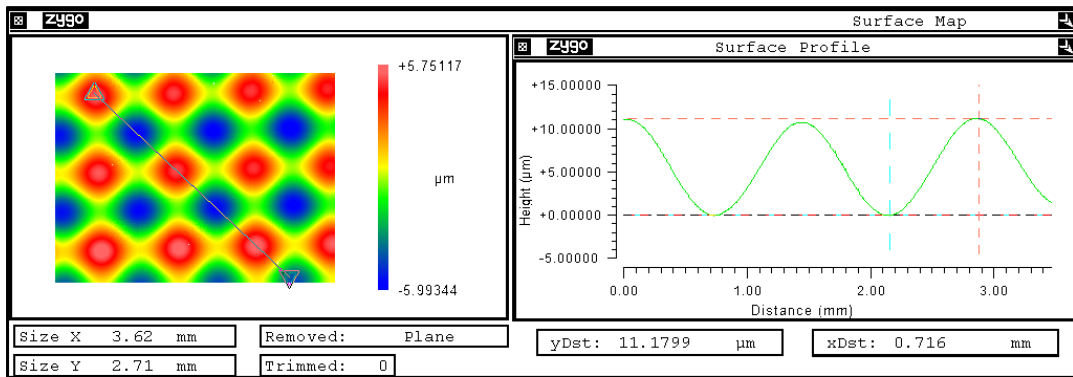 zygo Surface Map
zygo Surface Profile
+5.75117
µm
-5.99344
+15.00000
+10.00000
+5.00000
+0.00000
-5.00000
Height (µm)
0.00 1.00 2.00 3.00
Distance (mm)
Size X 3.62 mm
Removed: Plane
Size Y 2.71 mm
Trimmed: 0
yDst: 11.1799 µm
xDst: 0.716 mm